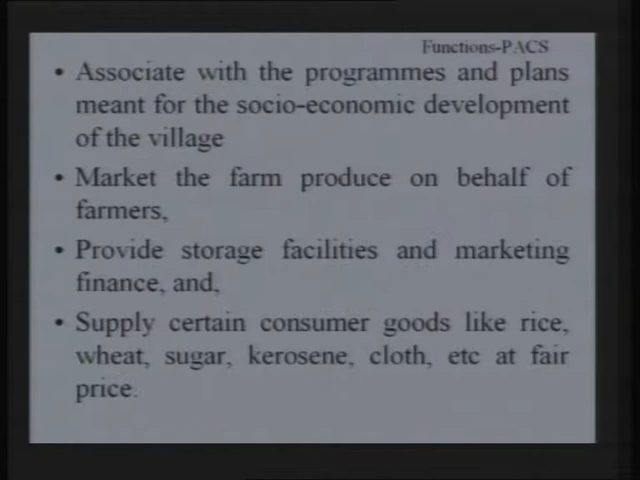 Functions-PACS
• Associate with the programmes and plans
meant for the socio-economic development
of the village
• Market the farm produce on behalf of
farmers,
• Provide storage facilities and marketing
finance, and,
• Supply certain consumer goods like rice,
wheat, sugar, kerosene, cloth, etc at fair
price.